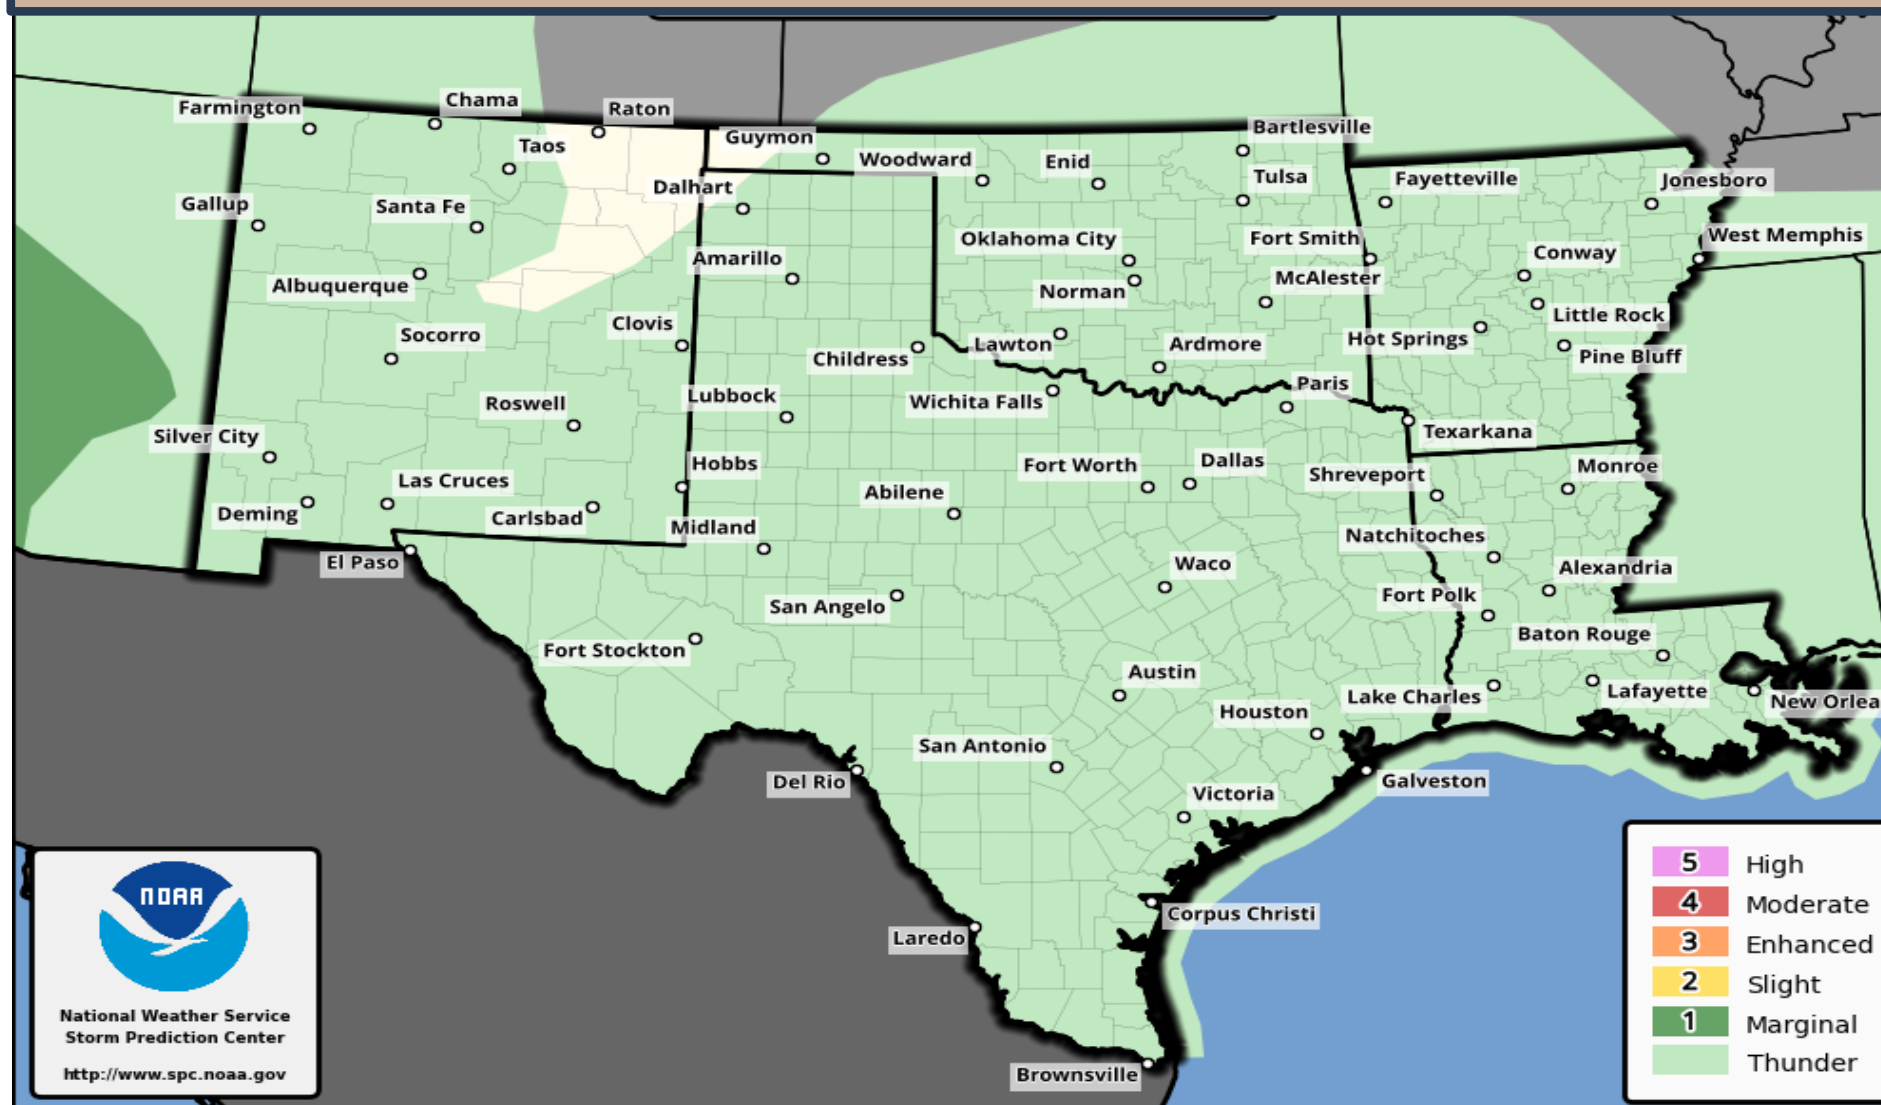 Farmington
Chama
Raton
Guymon
Bartlesville
Taos
Woodward
Enid
Tulsa
Fayetteville
Jonesboro
Dalhart
Gallup
Santa Fe
Oklahoma City
Fort Smith
West Memphis
Amarillo
Conway
Albuquerque
Norman
McAlester
Little Rock
Clovis
Socorro
Childress
Lawton
Ardmore
Hot Springs
Pine Bluff
Lubbock
Paris
Roswell
Wichita Falls
Texarkana
Silver City
Hobbs
Fort Worth
Dallas
Shreveport
Monroe
Las Cruces
Abilene
Deming
Carlsbad
Midland
Natchitoches
El Paso
Waco
Alexandria
San Angelo
Fort Polk
Fort Stockton
Baton Rouge
Austin
Lake Charles
Lafayette
New Orlea
Houston
San Antonio
Del Rio
Galveston
Victoria
Corpus Christi
Laredo
Brownsville
NOAA
National Weather Service
Storm Prediction Center
http://www.spc.noaa.gov
5 High
4 Moderate
3 Enhanced
2 Slight
1 Marginal
Thunder